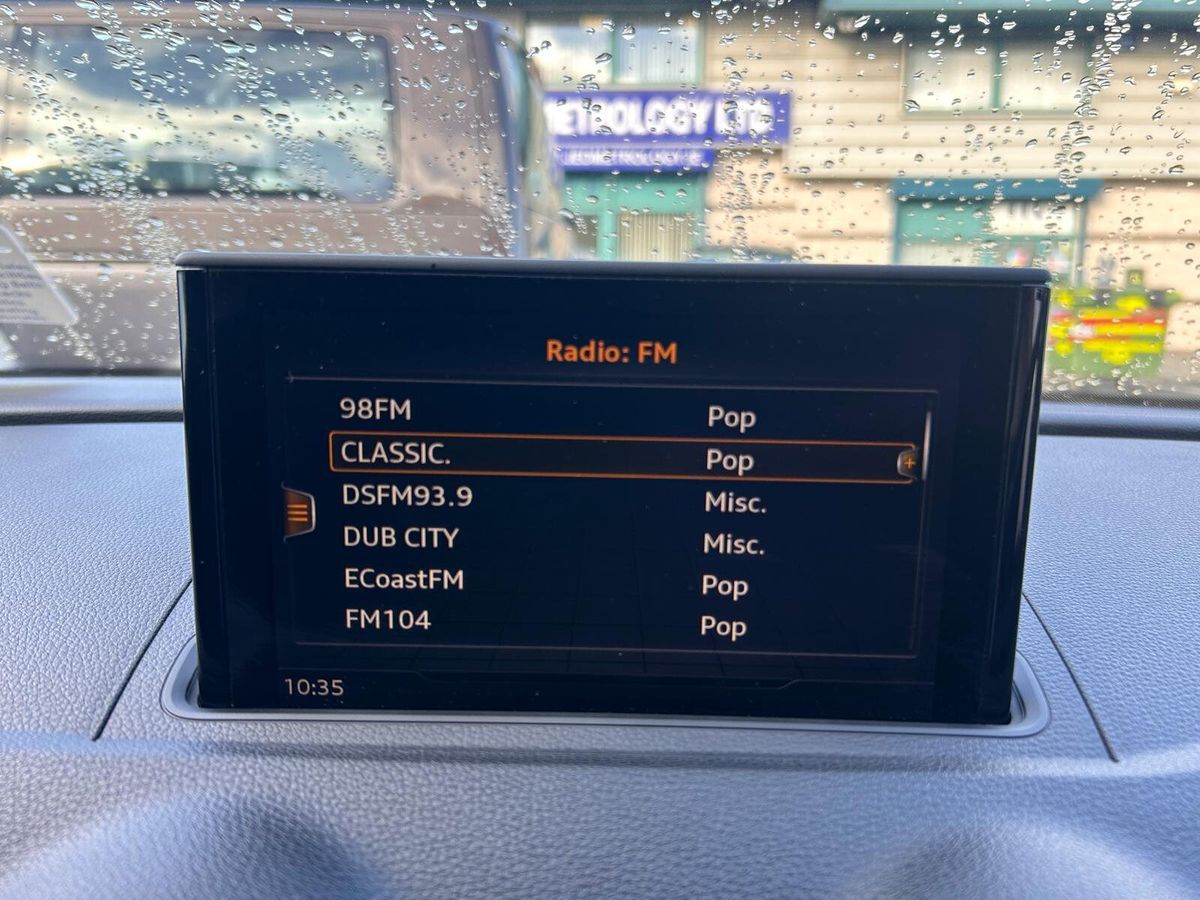 METROLOGY LTD
Radio: FM
98FM Pop
CLASSIC. Pop
DSFM93.9 Misc.
DUB CITY Misc.
ECoastFM Pop
FM104 Pop
10:35